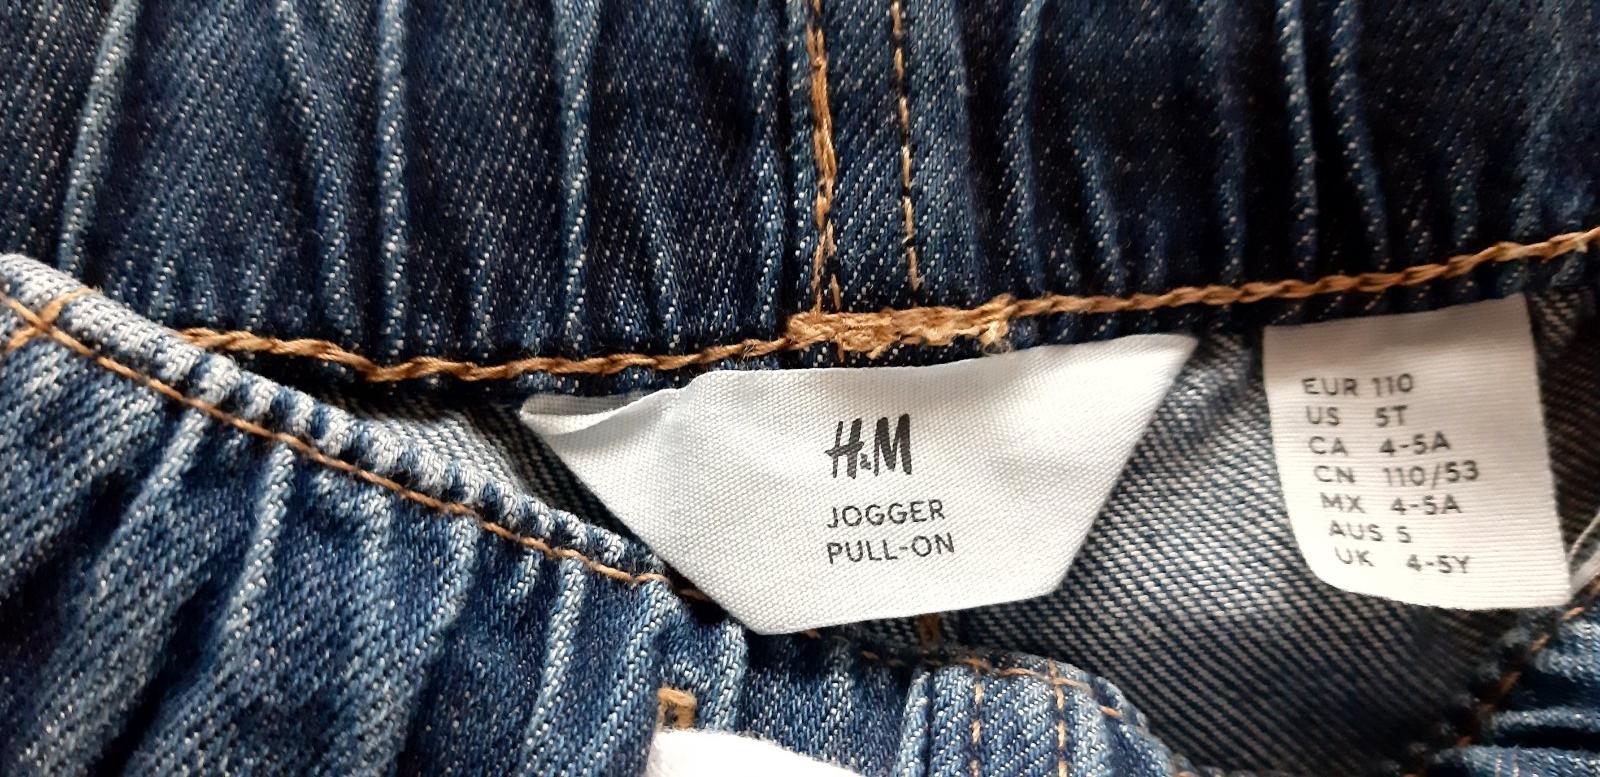 H&M
JOGGER
PULL-ON
EUR 110
US 5T
CA 4-5A
CN 110/53
MX 4-5A
AUS 5
UK 4-5Y